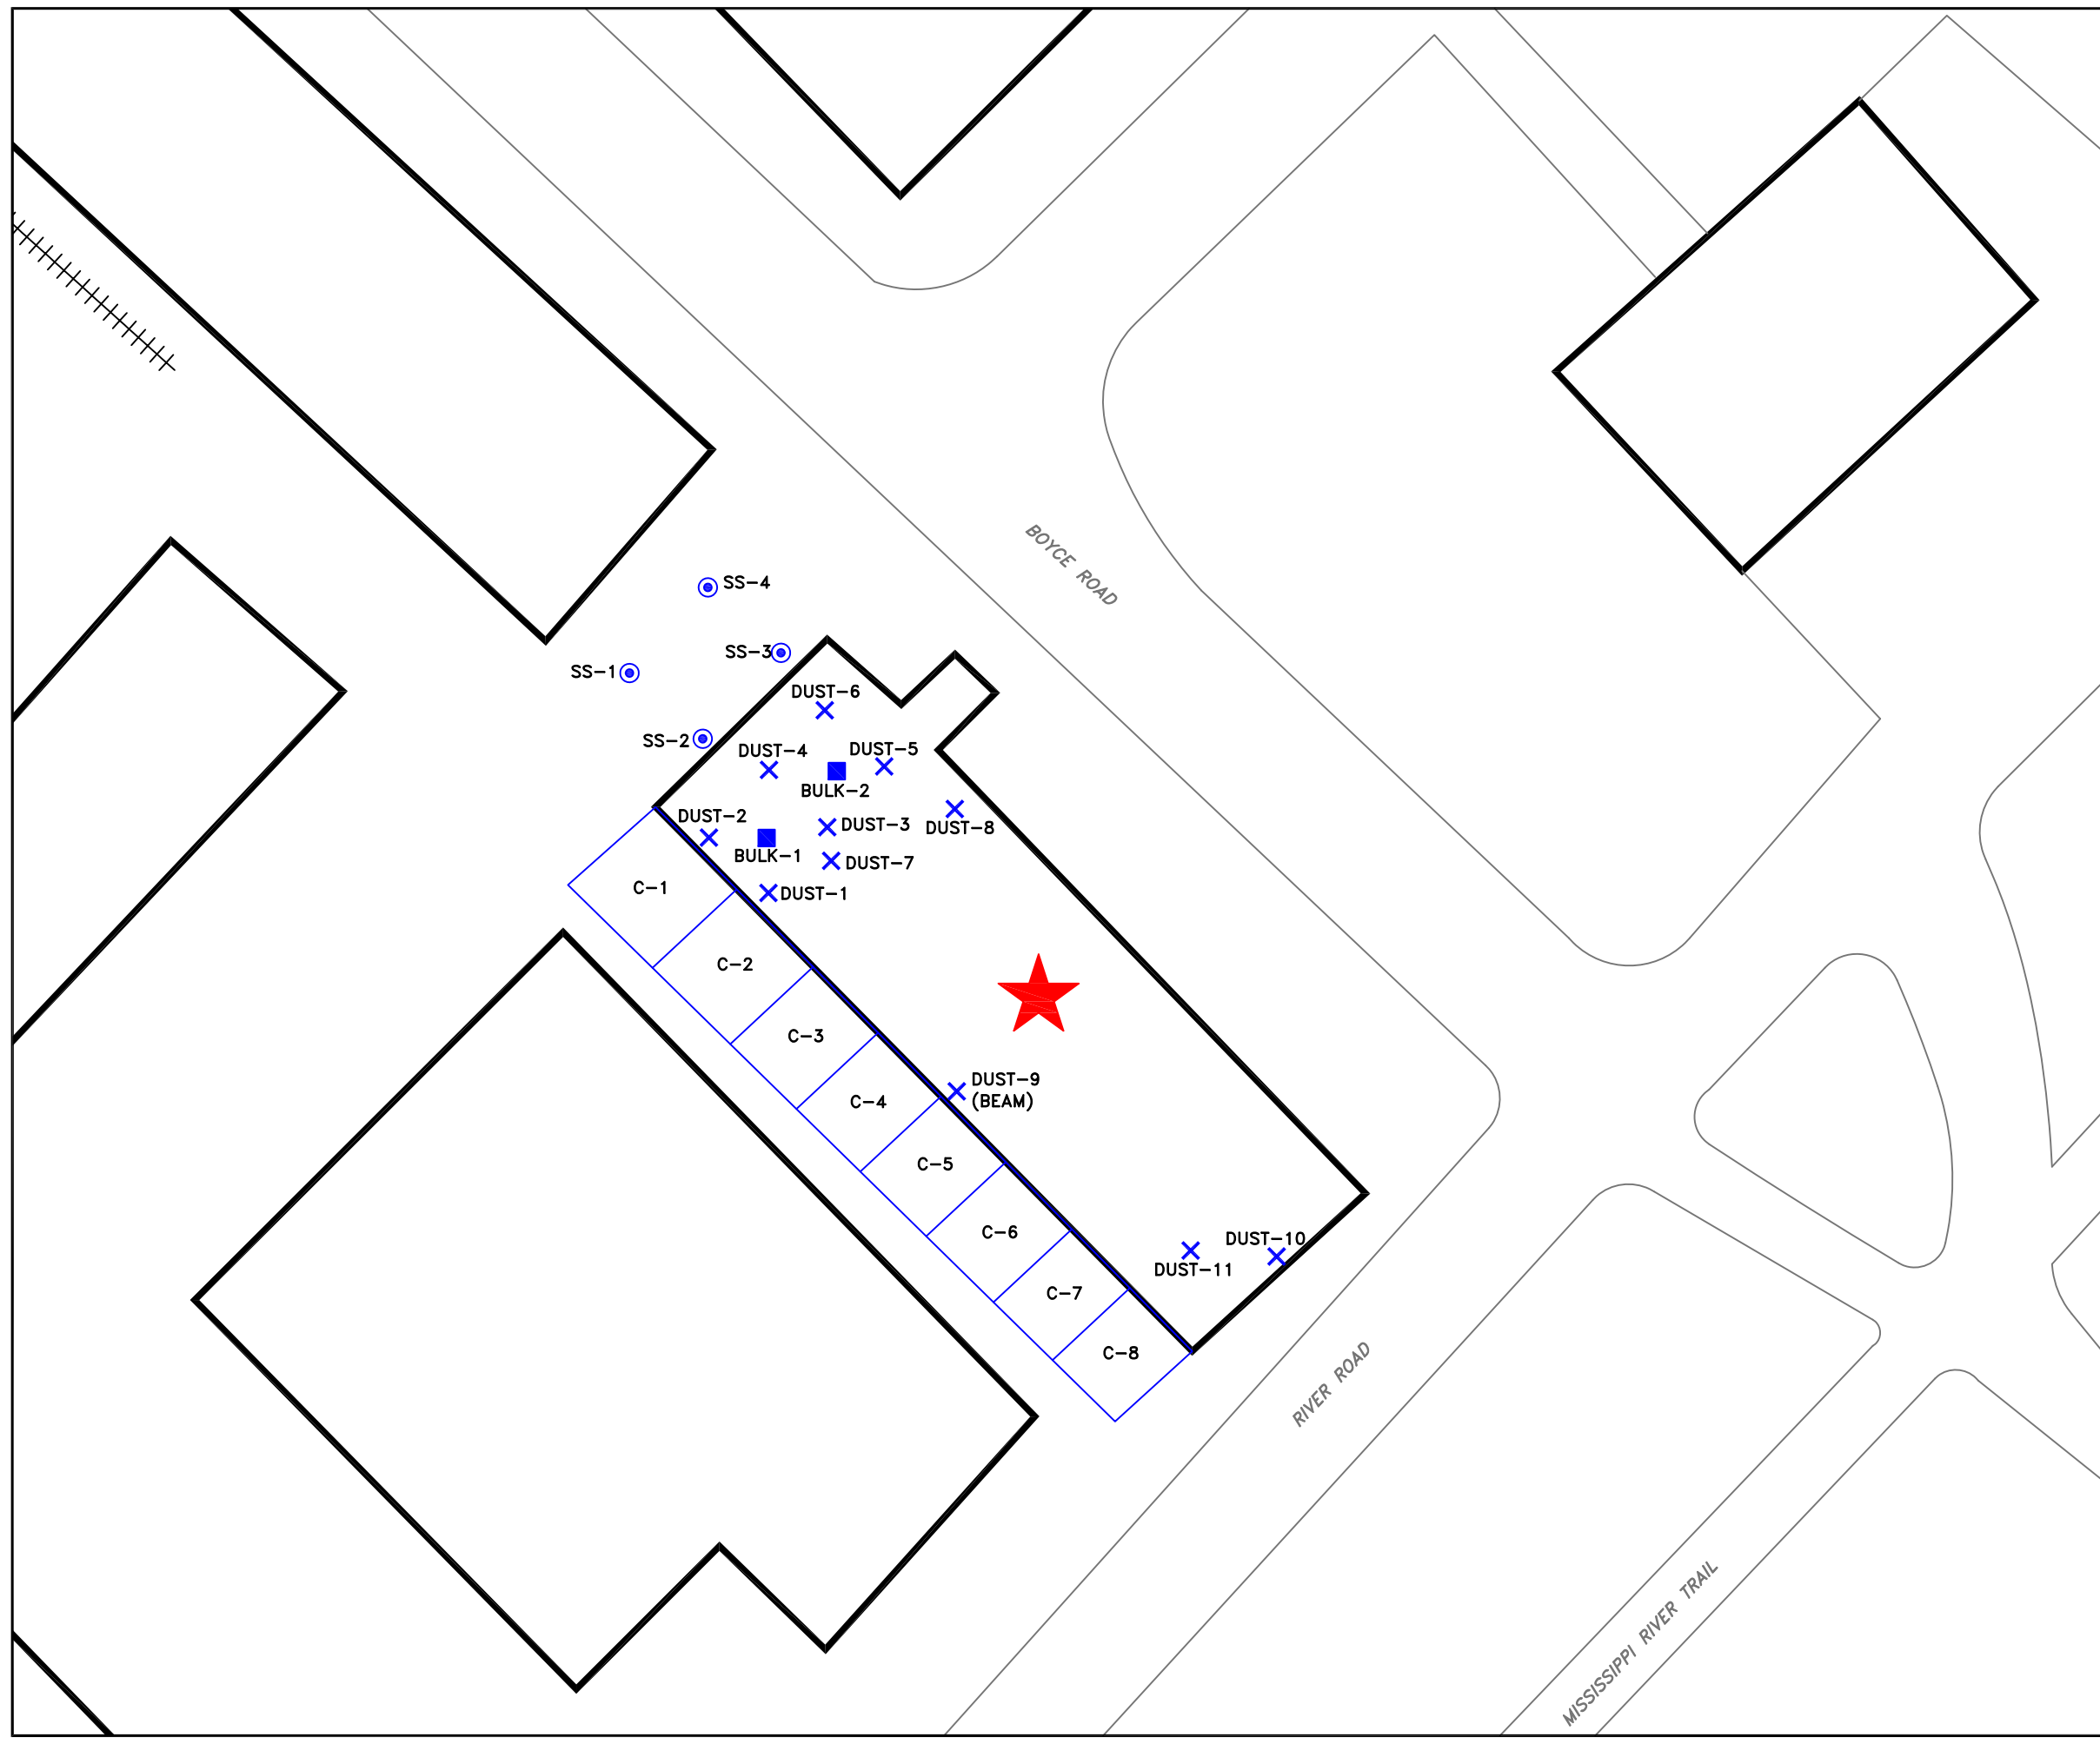 BOYCE ROAD
SS-4
SS-3
SS-1
DUST-6
SS-2
DUST-4
DUST-5
BULK-2
DUST-2
DUST-3
DUST-8
BULK-1
DUST-7
C-1
DUST-1
C-2
C-3
DUST-9
(BEAM)
C-4
C-5
C-6
DUST-10
DUST-11
C-7
C-8
RIVER ROAD
MISSISSIPPI RIVER TRAIL